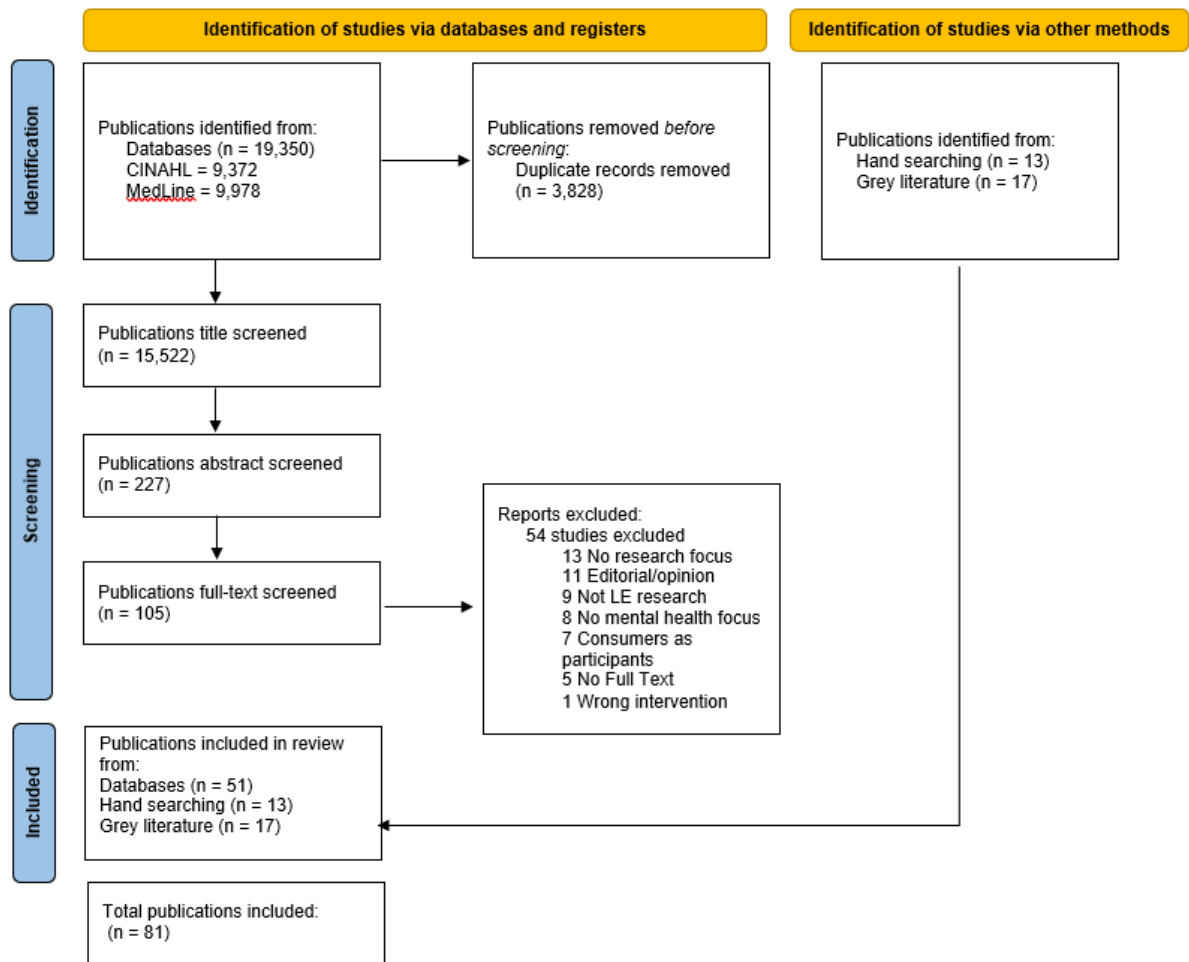 Identification of studies via databases and registers
Identification of studies via other methods
Identification
Publications identified from:
Databases (n = 19,350)
CINAHL = 9,372
MedLine = 9,978
Publications removed before
screening:
Duplicate records removed
(n = 3,828)
Publications identified from:
Hand searching (n = 13)
Grey literature (n = 17)
Screening
Publications title screened
(n = 15,522)
Publications abstract screened
(n = 227)
Publications full-text screened
(n = 105)
Reports excluded:
54 studies excluded
13 No research focus
11 Editorial/opinion
9 Not LE research
8 No mental health focus
7 Consumers as
participants
5 No Full Text
1 Wrong intervention
Included
Publications included in review
from:
Databases (n = 51)
Hand searching (n = 13)
Grey literature (n = 17)
Total publications included:
(n = 81)